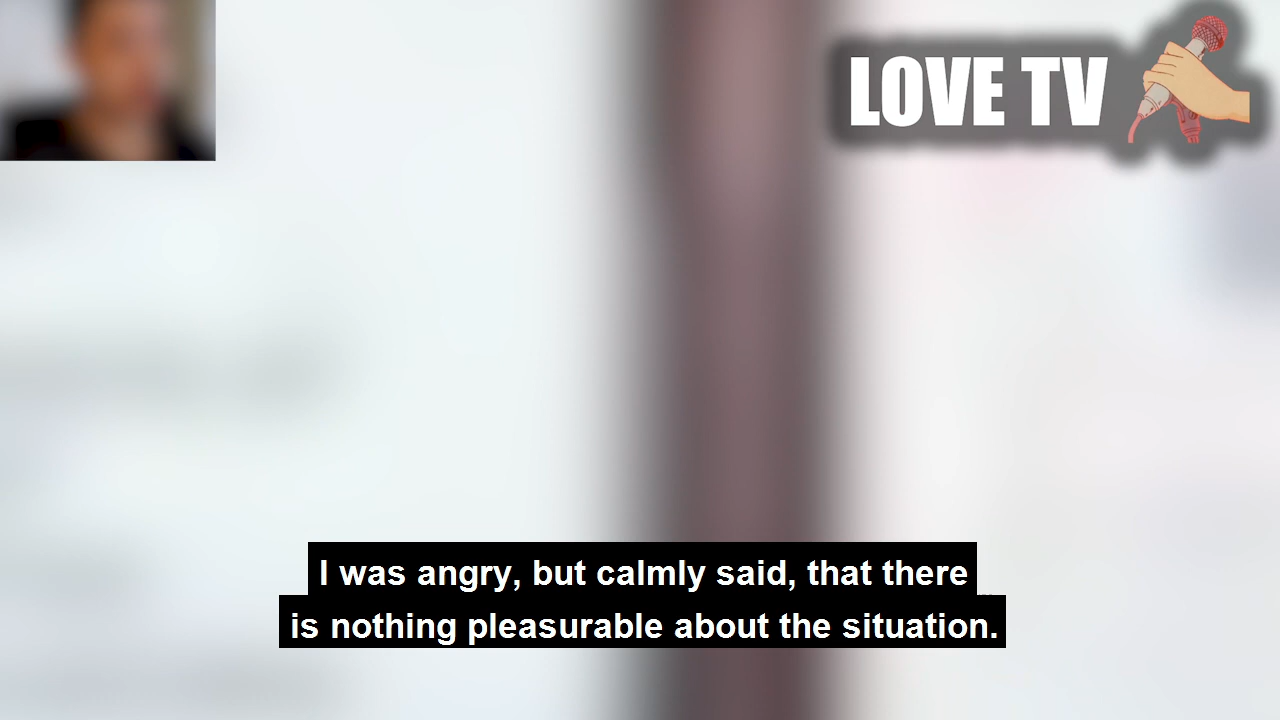 LOVE TV
I was angry, but calmly said, that there
is nothing pleasurable about the situation.